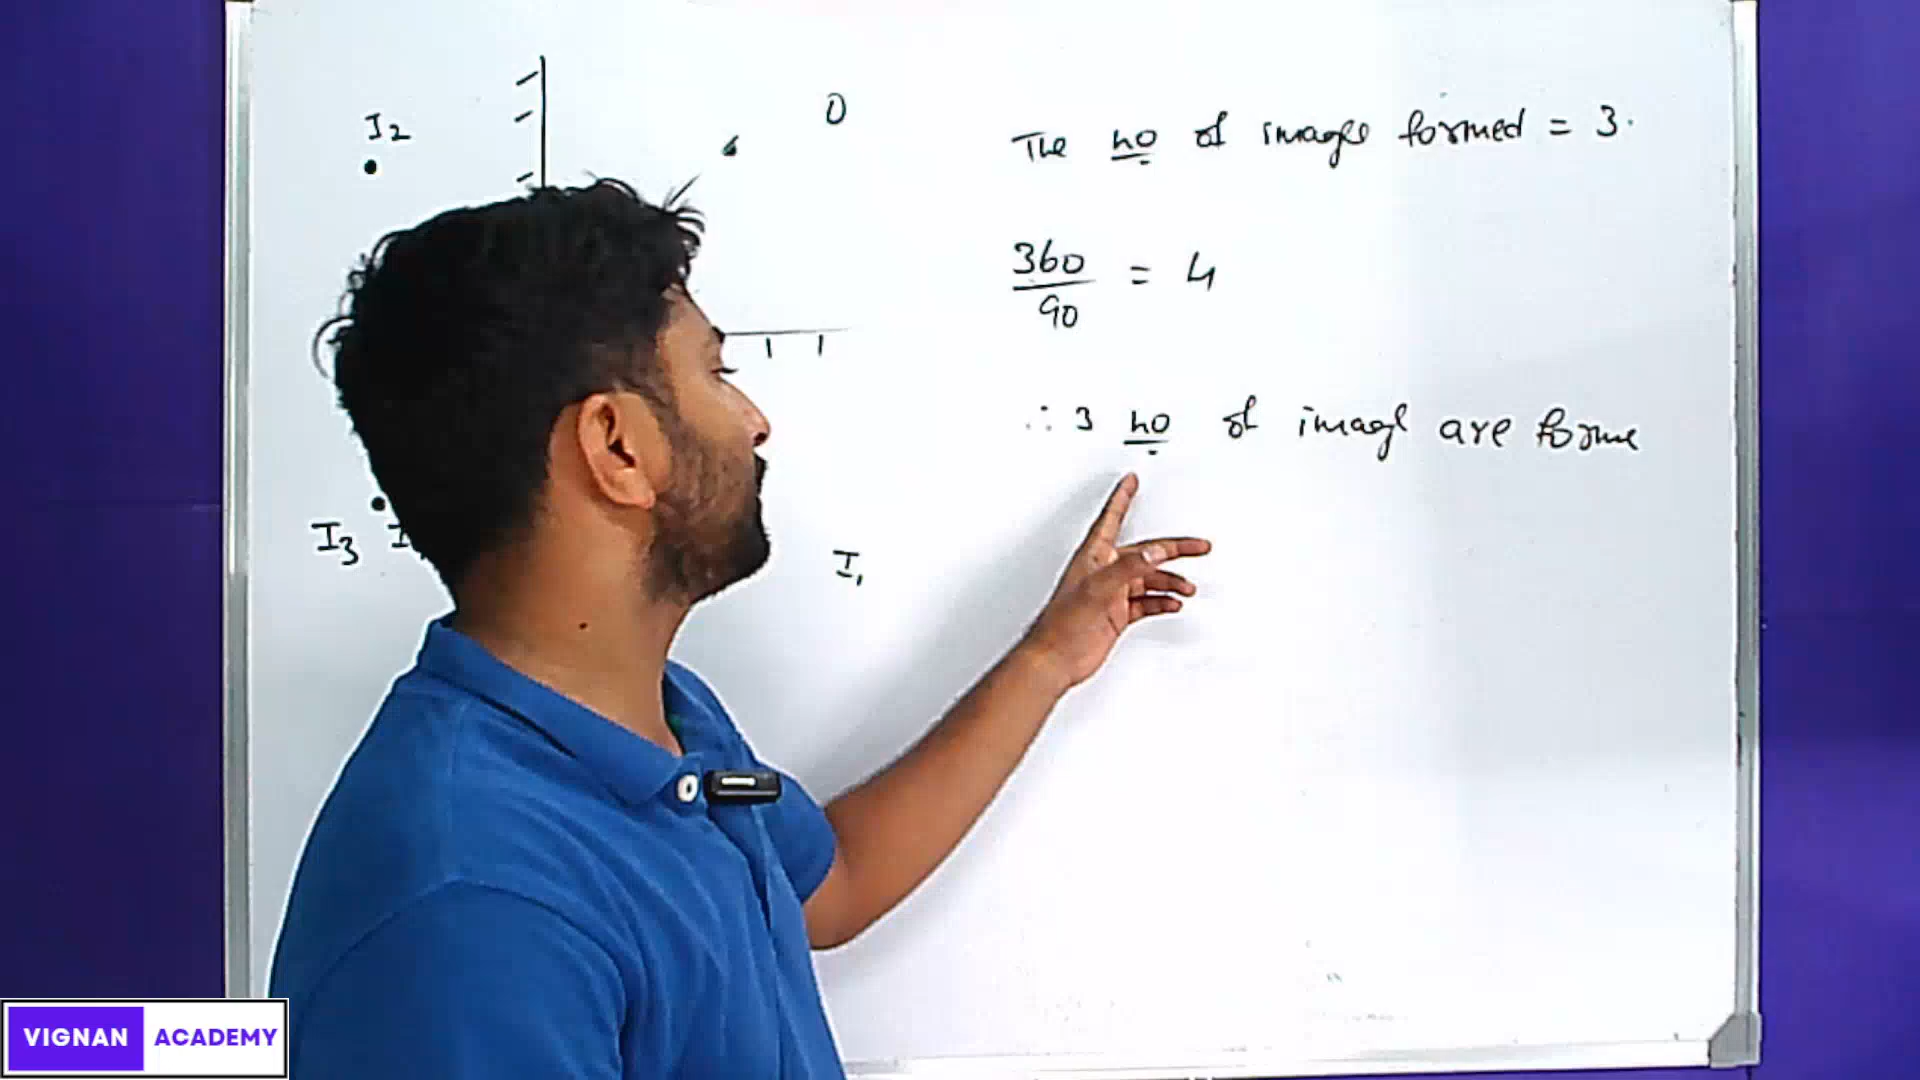 I2
O
The no of images formed = 3.
360
90
= 4
∴ 3 no of image are forme
I3
I1
VIGNAN ACADEMY